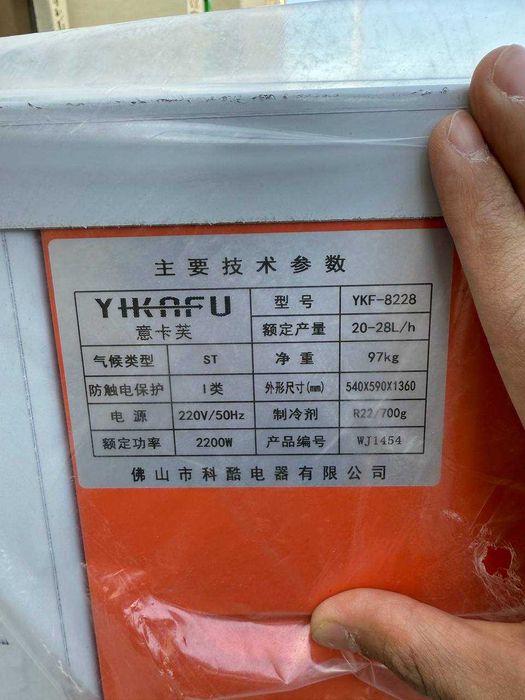 主要技术参数
YIKAFU 型号 YKF-8228
意卡芙 额定产量 20-28L/h
气候类型 ST 净重 97kg
防触电保护 I类 外形尺寸(mm) 540X590X1360
电源 220V/50Hz 制冷剂 R22/700g
额定功率 2200W 产品编号 WJ1454
佛山市科酷电器有限公司